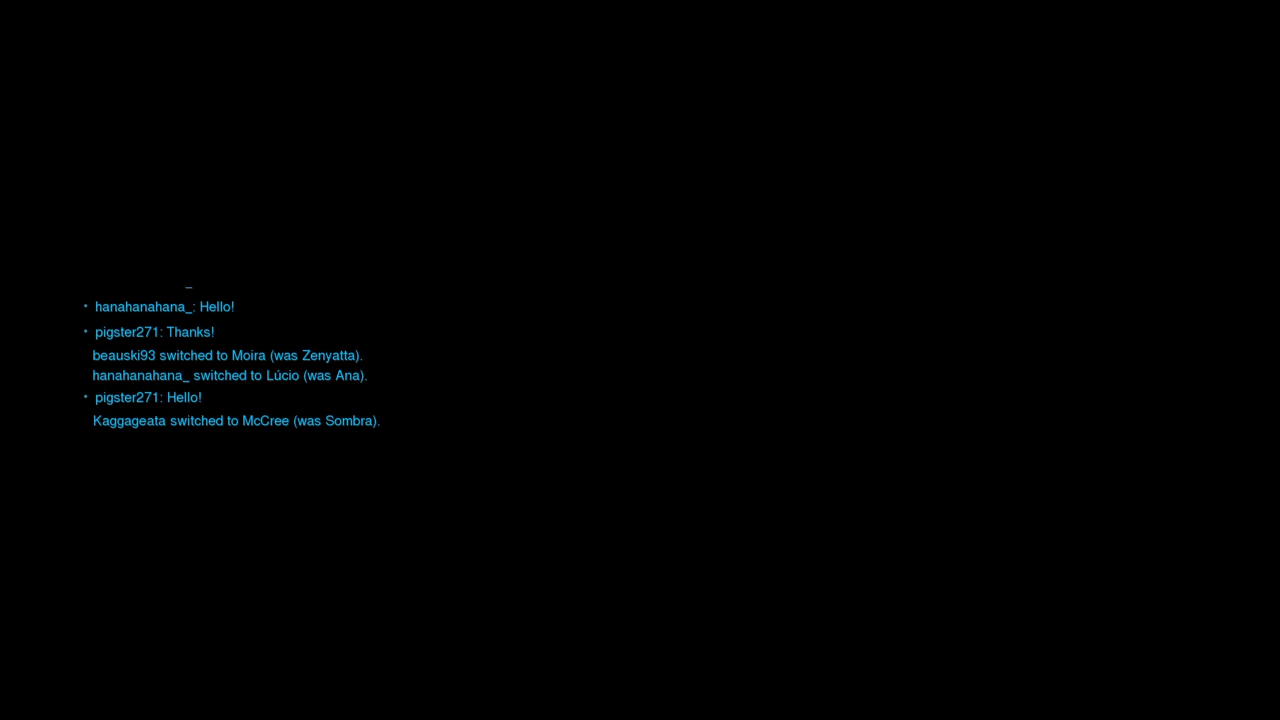 • hanahanahana_: Hello!
• pigster271: Thanks!
beauski93 switched to Moira (was Zenyatta).
hanahanahana_ switched to Lúcio (was Ana).
• pigster271: Hello!
Kaggageata switched to McCree (was Sombra).